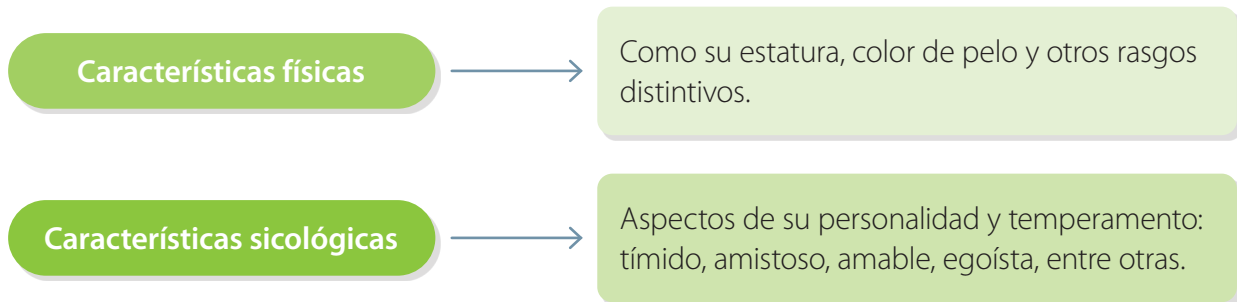 Características físicas
Como su estatura, color de pelo y otros rasgos
distintivos.
Características sicológicas
Aspectos de su personalidad y temperamento:
tímido, amistoso, amable, egoísta, entre otras.